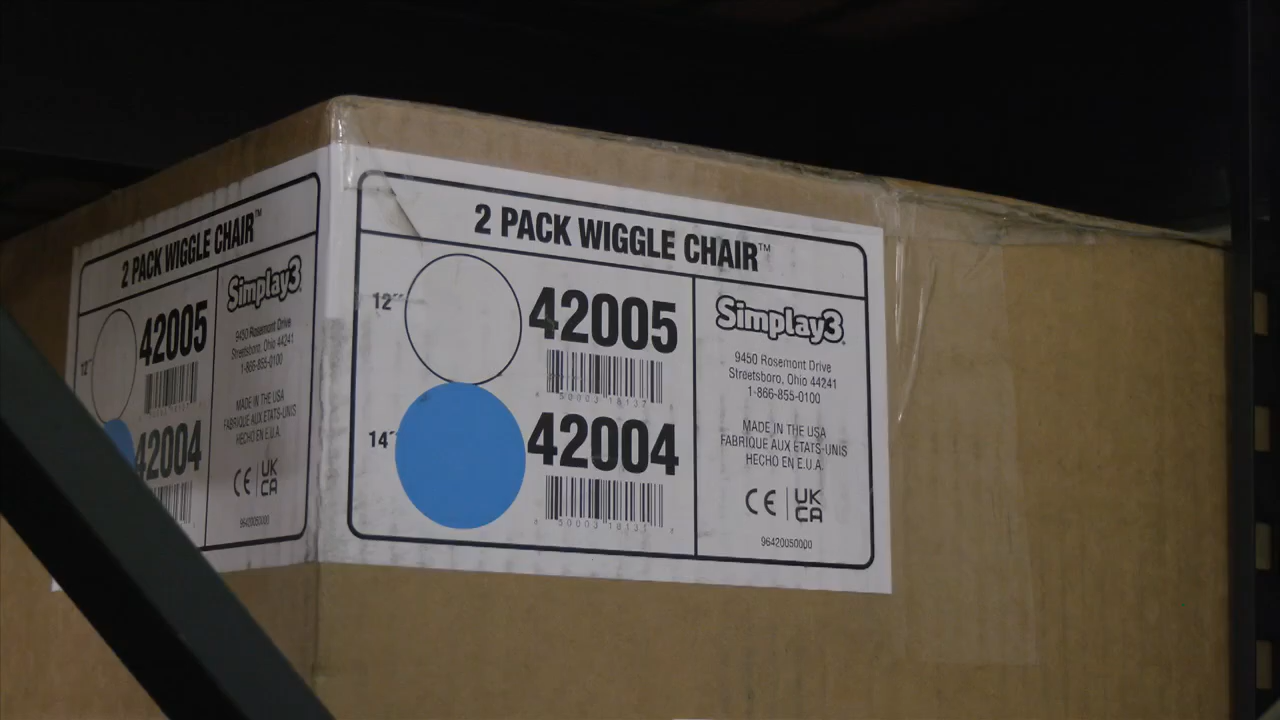 2 PACK WIGGLE CHAIR™
12"
42005
Simplay3
9450 Rosemont Drive
Streetsboro, Ohio 44241
1-866-855-0100
14"
42004
MADE IN THE USA
FABRIQUE AUX ETATS-UNIS
HECHO EN E.U.A.
CE
UK
CA
96420050000
2 PACK WIGGLE CHAIR™
12"
42005
42004
Simplay3
9450 Rosemont Drive
Streetsboro, Ohio 44241
1-866-855-0100
MADE IN THE USA
FABRIQUE AUX ETATS-UNIS
HECHO EN E.U.A.
CE
UK
CA
96420050000